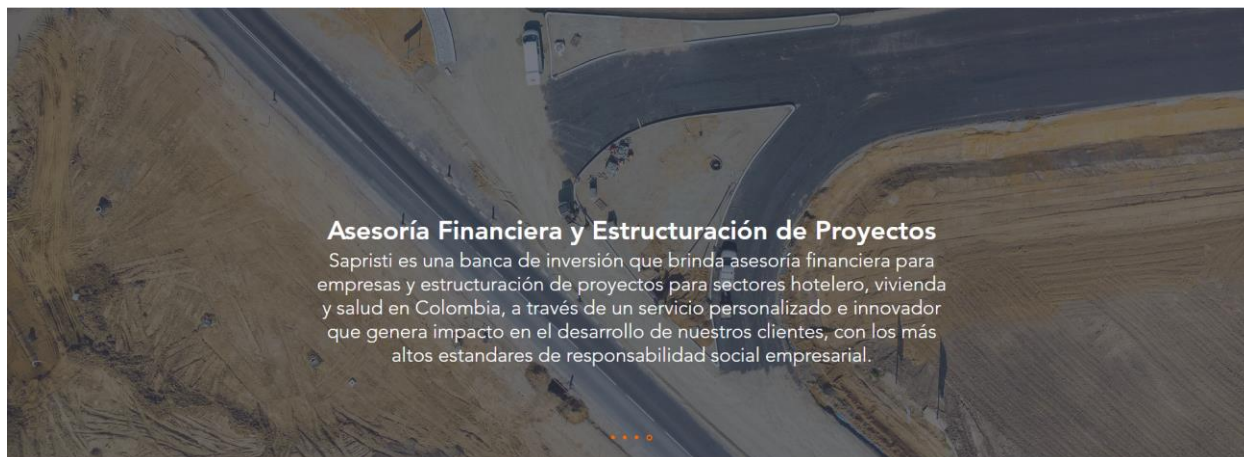 Asesoría Financiera y Estructuración de Proyectos
Sapristi es una banca de inversión que brinda asesoría financiera para
empresas y estructuración de proyectos para sectores hotelero, vivienda
y salud en Colombia, a través de un servicio personalizado e innovador
que genera impacto en el desarrollo de nuestros clientes, con los más
altos estandares de responsabilidad social empresarial.